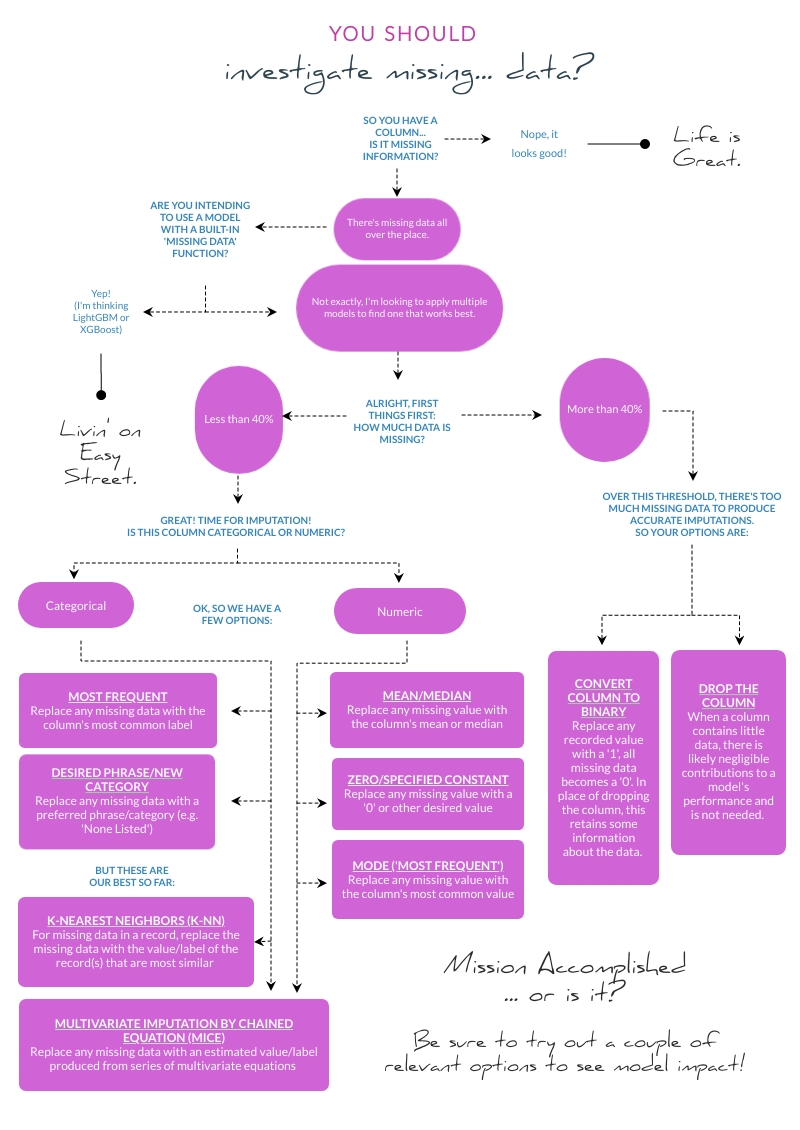 YOU SHOULD
investigate missing... data?
SO YOU HAVE A
COLUMN...
IS IT MISSING
INFORMATION?
Nope, it
looks good!
Life is
Great.
There's missing data all
over the place.
ARE YOU INTENDING
TO USE A MODEL
WITH A BUILT-IN
'MISSING DATA'
FUNCTION?
Yep!
(I'm thinking
LightGBM or
XGBoost)
Not exactly, I'm looking to apply multiple
models to find one that works best.
Livin' on
Easy
Street.
Less than 40%
ALRIGHT, FIRST
THINGS FIRST:
HOW MUCH DATA IS
MISSING?
More than 40%
GREAT! TIME FOR IMPUTATION!
IS THIS COLUMN CATEGORICAL OR NUMERIC?
OVER THIS THRESHOLD, THERE'S TOO
MUCH MISSING DATA TO PRODUCE
ACCURATE IMPUTATIONS.
SO YOUR OPTIONS ARE:
Categorical
OK, SO WE HAVE A
FEW OPTIONS:
Numeric
MOST FREQUENT
Replace any missing data with the
column's most common label
DESIRED PHRASE/NEW
CATEGORY
Replace any missing data with a
preferred phrase/category (e.g.
'None Listed')
BUT THESE ARE
OUR BEST SO FAR:
K-NEAREST NEIGHBORS (K-NN)
For missing data in a record, replace the
missing data with the value/label of the
record(s) that are most similar
MULTIVARIATE IMPUTATION BY CHAINED
EQUATION (MICE)
Replace any missing data with an estimated value/label
produced from series of multivariate equations
MEAN/MEDIAN
Replace any missing value with
the column's mean or median
ZERO/SPECIFIED CONSTANT
Replace any missing value with a
'0' or other desired value
MODE ('MOST FREQUENT')
Replace any missing value with
the column's most common value
CONVERT
COLUMN TO
BINARY
Replace any
recorded value
with a '1', all
missing data
becomes a '0'. In
place of dropping
the column, this
retains some
information
about the data.
DROP THE
COLUMN
When a column
contains little
data, there is
likely negligible
contributions to a
model's
performance and
is not needed.
Mission Accomplished
... or is it?
Be sure to try out a couple of
relevant options to see model impact!